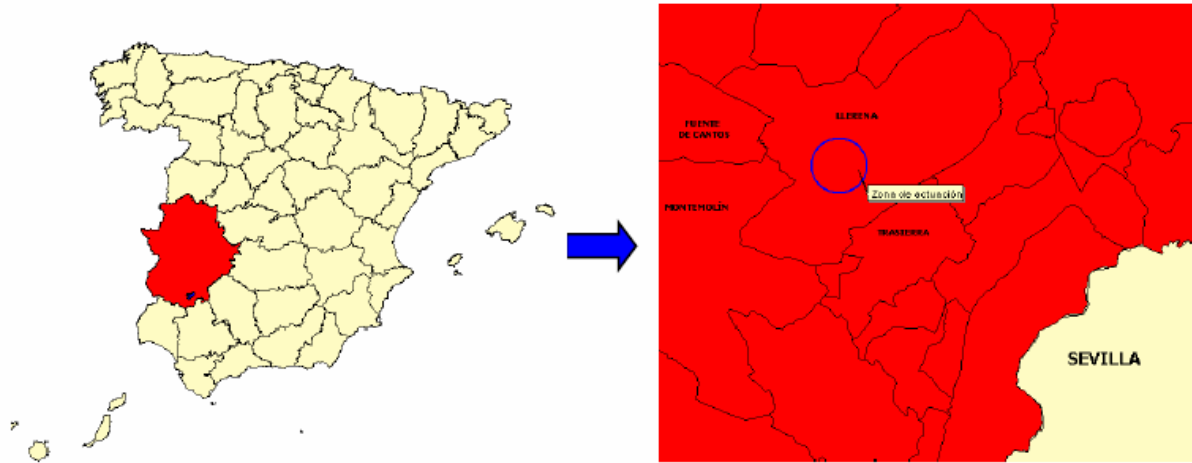 LLERENA
FUENTE
DE CANTOS
Zona de actuación
MONTEMOLÍN
TRASIERRA
SEVILLA